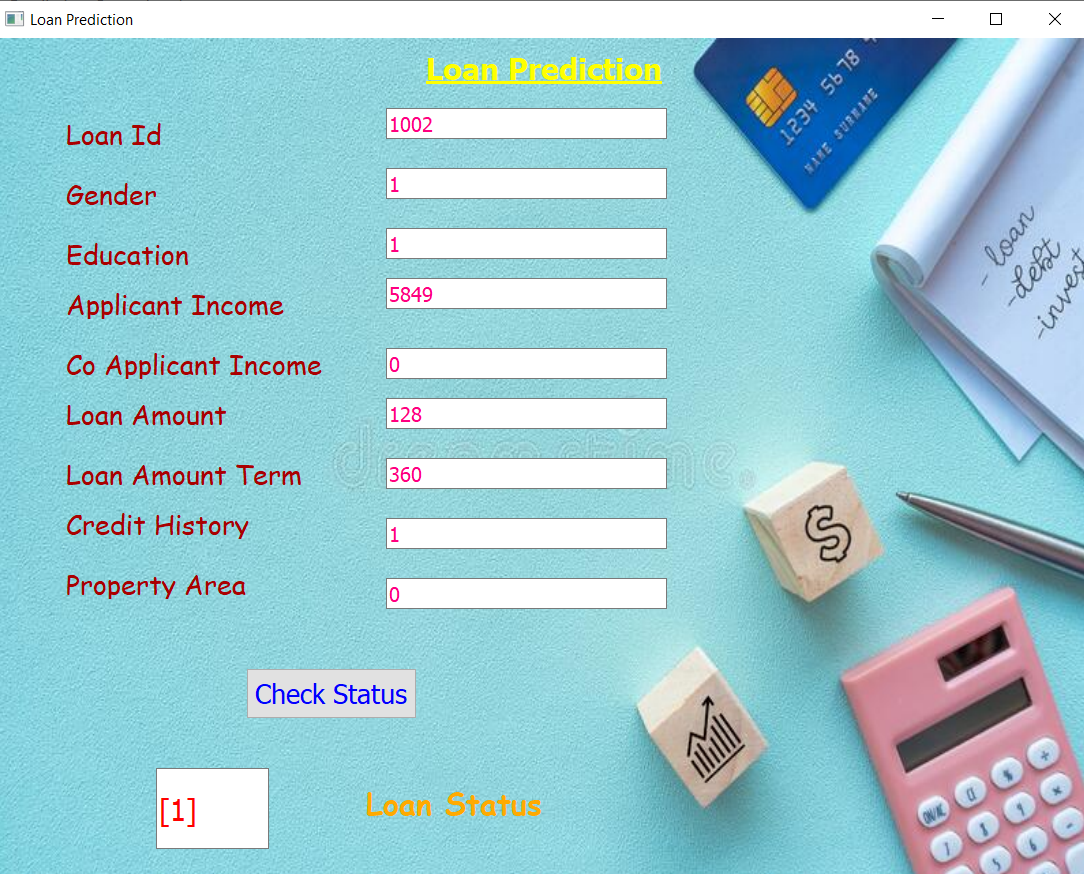 Loan Prediction
Loan Prediction
Loan Id 1002
Gender 1
Education 1
Applicant Income 5849
Co Applicant Income 0
Loan Amount 128
Loan Amount Term 360
Credit History 1
Property Area 0
Check Status
[1] Loan Status
1234 5678
NAME SURNAME
- loan
- debt
- invest
$